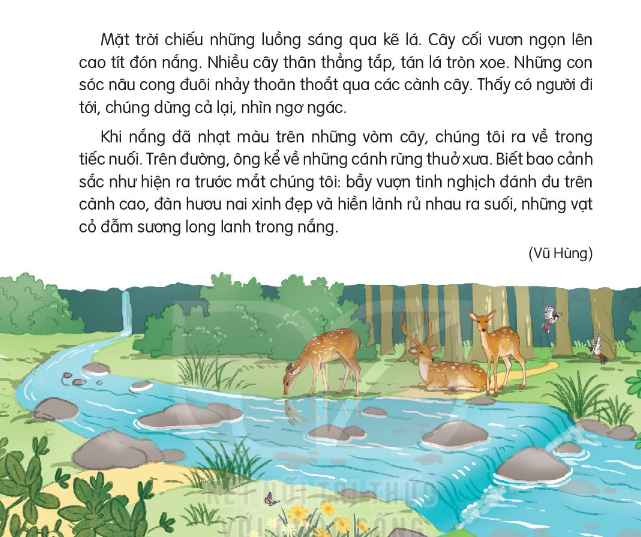 Mặt trời chiếu những luồng sáng qua kẽ lá. Cây cối vươn ngọn lên
cao tít đón nắng. Nhiều cây thân thẳng tắp, tán lá tròn xoe. Những con
sóc nâu cong đuôi nhảy thoăn thoắt qua các cành cây. Thấy có người đi
tới, chúng dừng cả lại, nhìn ngơ ngác.
Khi nắng đã nhạt màu trên những vòm cây, chúng tôi ra về trong
tiếc nuối. Trên đường, ông kể về những cánh rừng thuở xưa. Biết bao cảnh
sắc như hiện ra trước mắt chúng tôi: bầy vượn tinh nghịch đánh đu trên
cành cao, đàn hươu nai xinh đẹp và hiền lành rủ nhau ra suối, những vạt
cỏ đẫm sương long lanh trong nắng.
(Vũ Hùng)
KẾT NỐI TRI THỨC